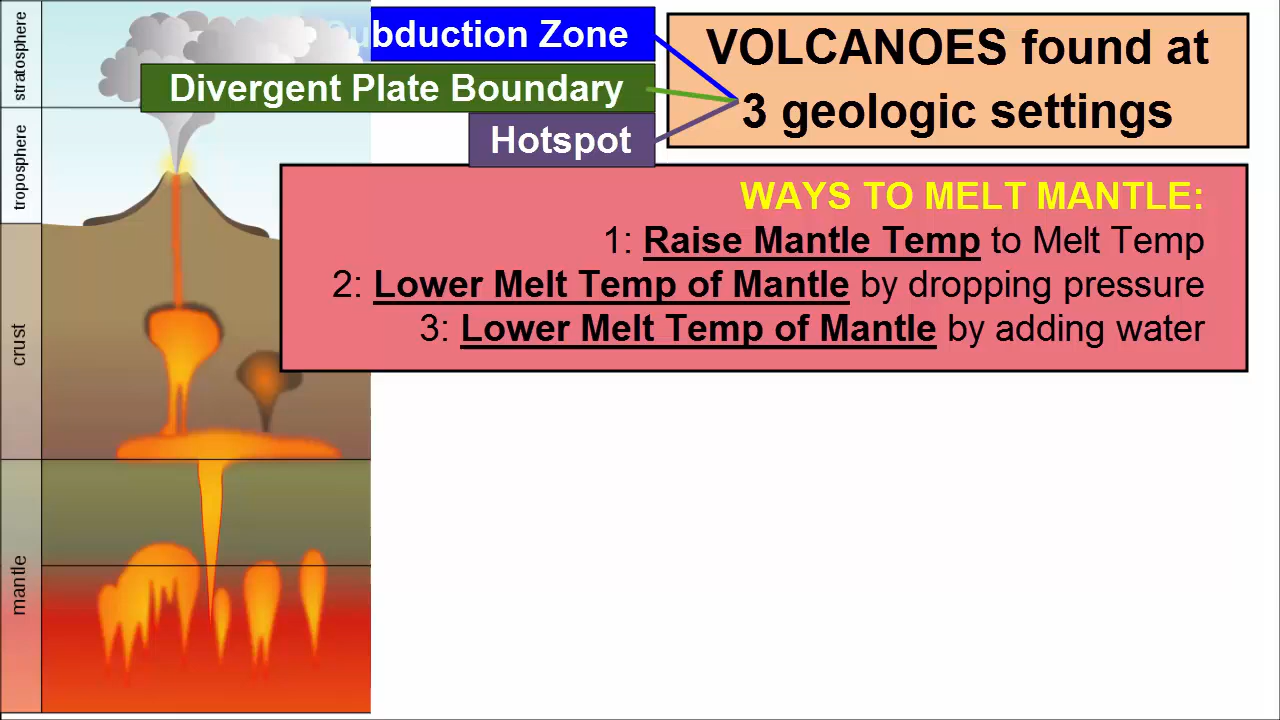 stratosphere
troposphere
crust
mantle
Subduction Zone
Divergent Plate Boundary
Hotspot
VOLCANOES found at
3 geologic settings
WAYS TO MELT MANTLE:
1: Raise Mantle Temp to Melt Temp
2: Lower Melt Temp of Mantle by dropping pressure
3: Lower Melt Temp of Mantle by adding water